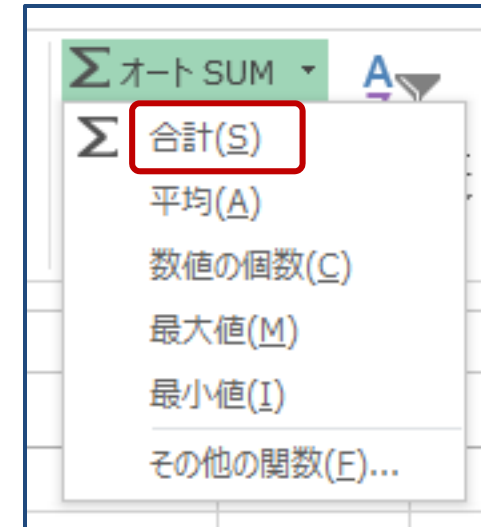 Σ オート SUM
Σ 合計(S)
平均(A)
数値の個数(C)
最大値(M)
最小値(I)
その他の関数(F)...